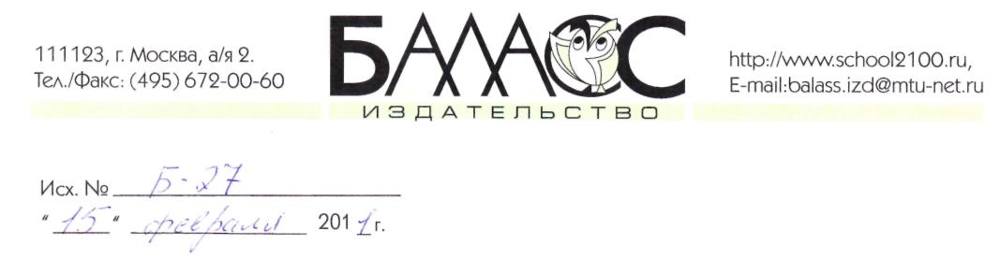 111123, г. Москва, а/я 2.
Тел./Факс: (495) 672-00-60
БАЛАСС
ИЗДАТЕЛЬСТВО
http://www.school2100.ru,
E-mail:balass.izd@mtu-net.ru
Исх. № Б-27
"15" февраля 2011 г.